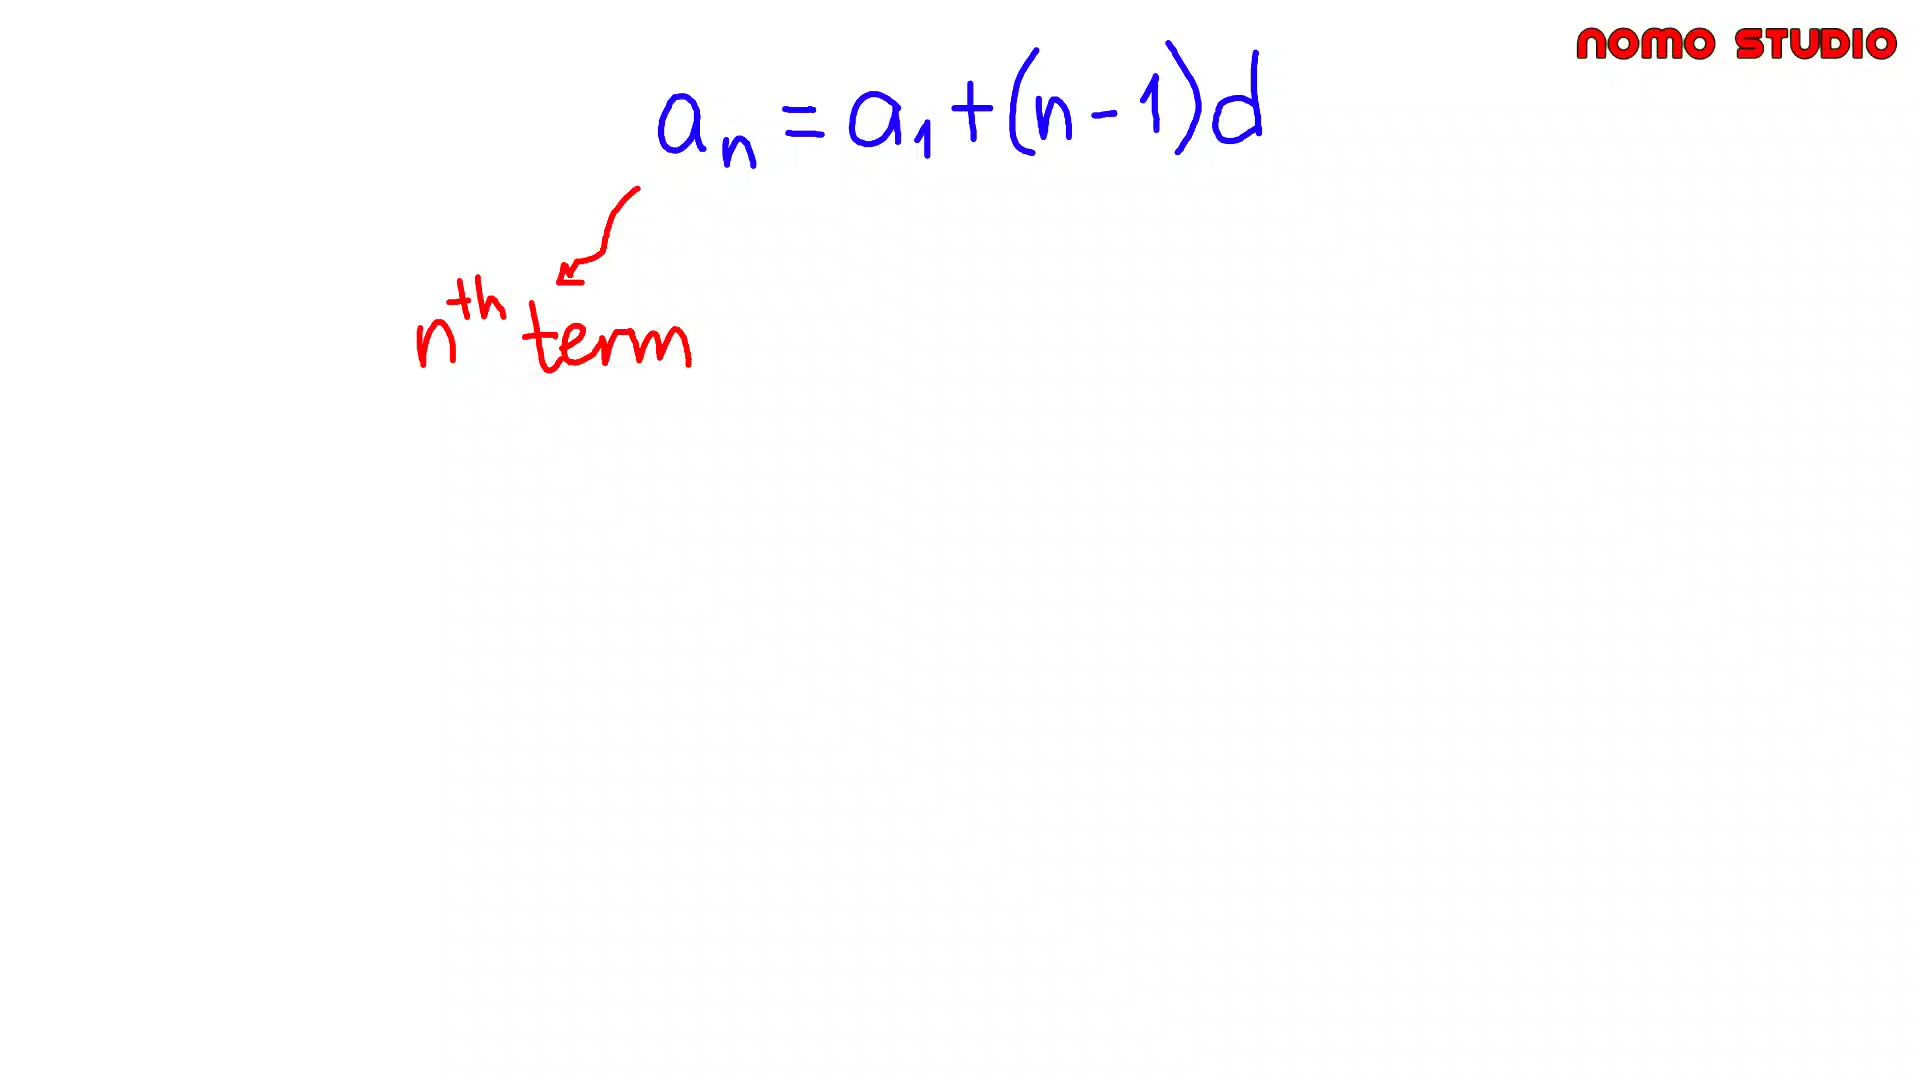 NOMO STUDIO
aₙ = a₁ + (n - 1)d
nᵗʰ term